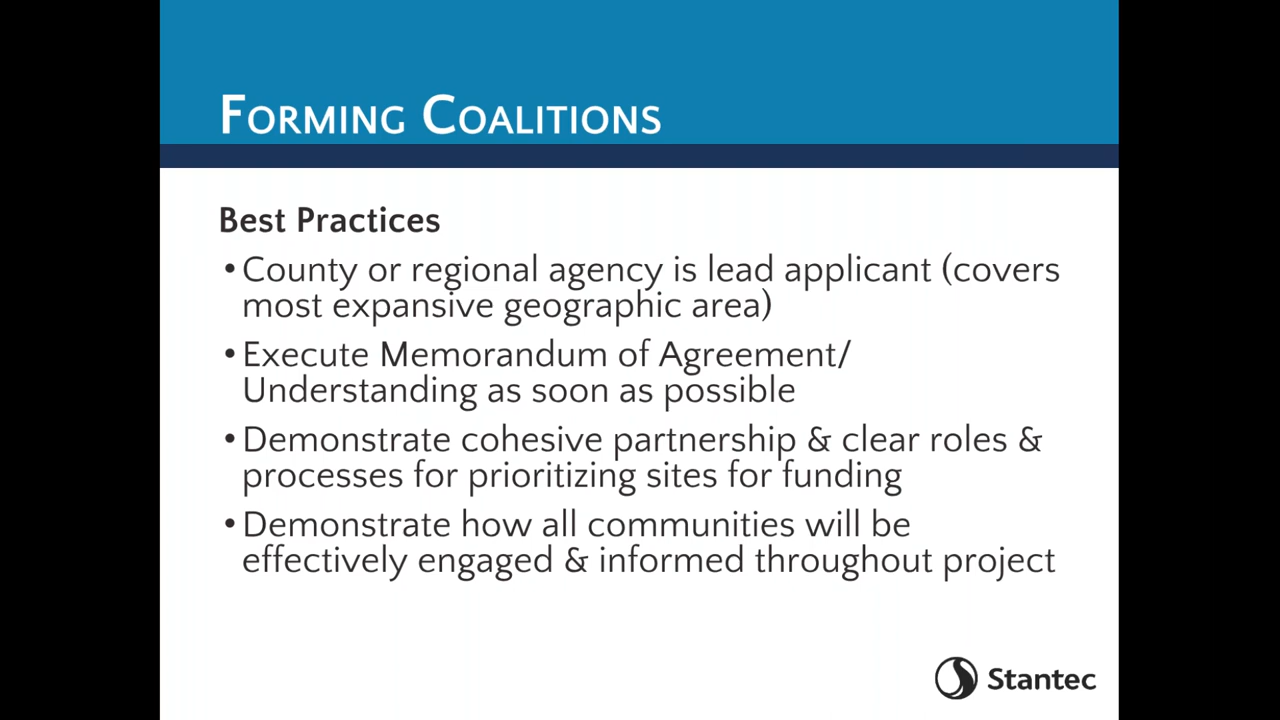 Forming Coalitions
Best Practices
•County or regional agency is lead applicant (covers
most expansive geographic area)
•Execute Memorandum of Agreement/
Understanding as soon as possible
•Demonstrate cohesive partnership & clear roles &
processes for prioritizing sites for funding
•Demonstrate how all communities will be
effectively engaged & informed throughout project
Stantec